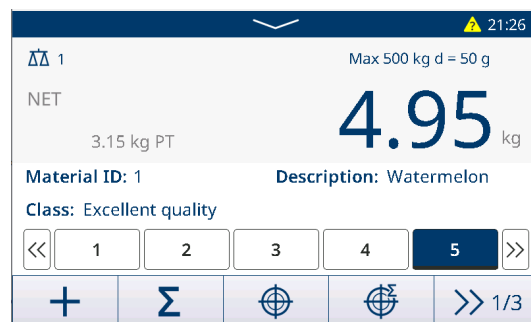 21:26
1 Max 500 kg d = 50 g
NET
4.95 kg
3.15 kg PT
Material ID: 1 Description: Watermelon
Class: Excellent quality
1 2 3 4 5
Σ Σ 1/3